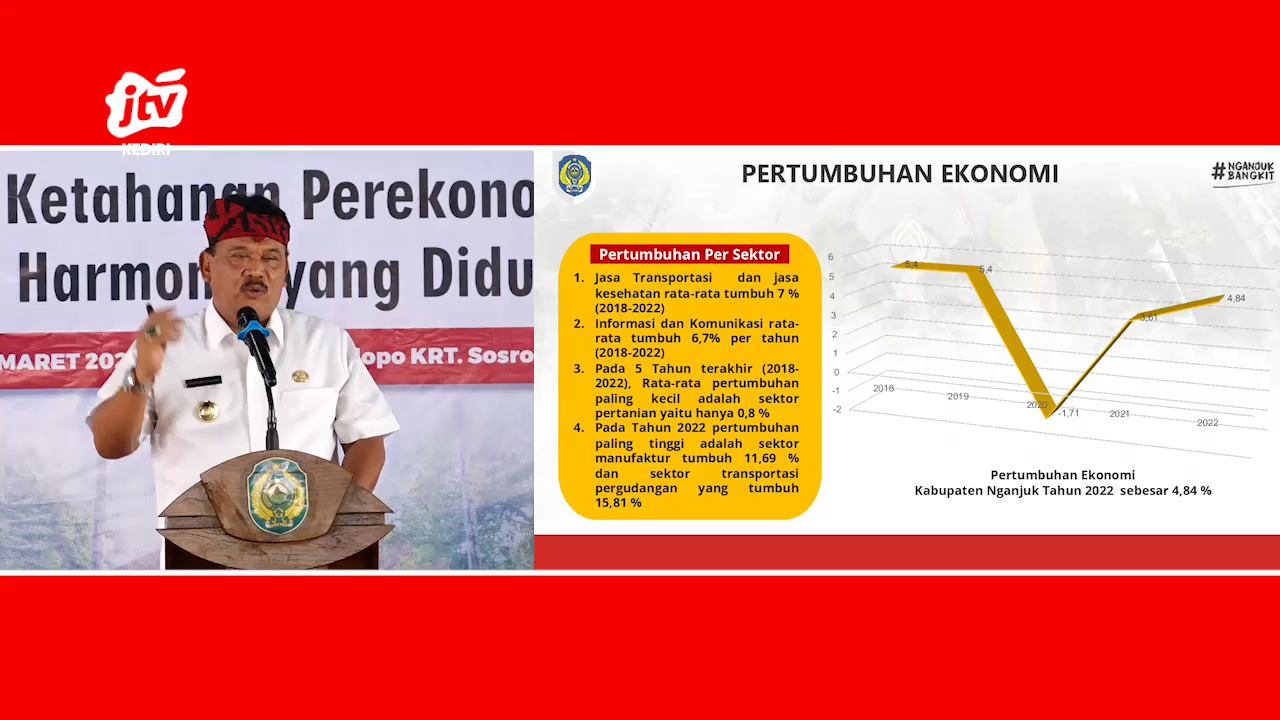 jtv
KEDIRI
Ketahanan Perekono
Harmon yang Didu
MARET 202
opo KRT. Sosro
PERTUMBUHAN EKONOMI
#NGANJUK
BANGKIT
Pertumbuhan Per Sektor
1. Jasa Transportasi dan jasa
kesehatan rata-rata tumbuh 7 %
(2018-2022)
2. Informasi dan Komunikasi rata-
rata tumbuh 6,7% per tahun
(2018-2022)
3. Pada 5 Tahun terakhir (2018-
2022), Rata-rata pertumbuhan
paling kecil adalah sektor
pertanian yaitu hanya 0,8 %
4. Pada Tahun 2022 pertumbuhan
paling tinggi adalah sektor
manufaktur tumbuh 11,69 %
dan sektor transportasi
pergudangan yang tumbuh
15,81 %
6
5
4
3
2
1
0
-1
-2
5,4
5,4
-1,71
3,61
4,84
2018
2019
2020
2021
2022
Pertumbuhan Ekonomi
Kabupaten Nganjuk Tahun 2022 sebesar 4,84 %